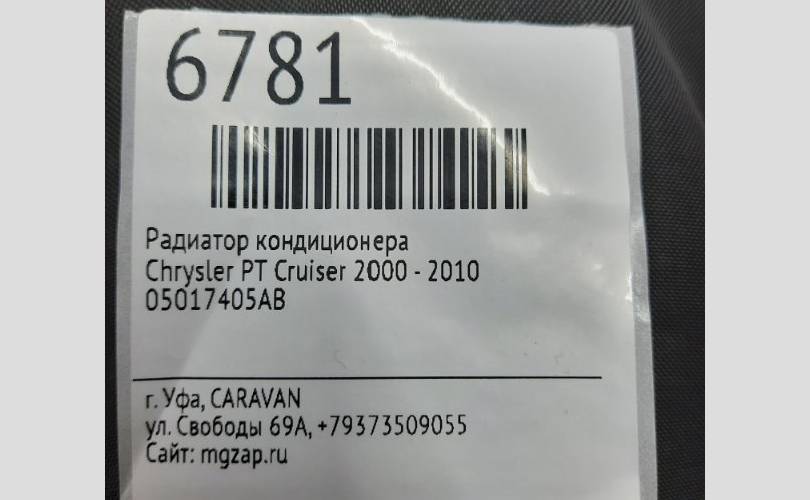 6781
Радиатор кондиционера
Chrysler PT Cruiser 2000 - 2010
05017405AB
г. Уфа, CARAVAN
ул. Свободы 69А, +79373509055
Сайт: mgzap.ru